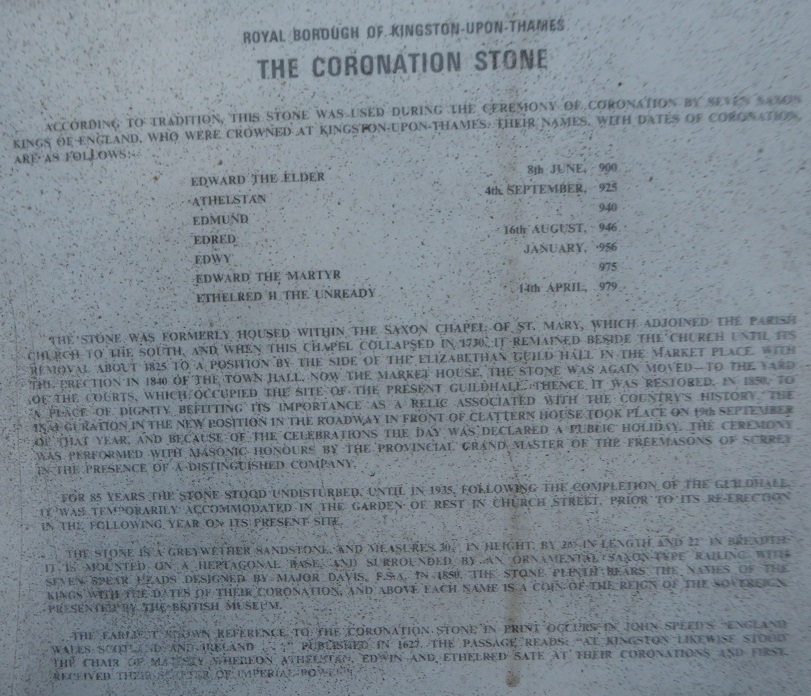 ROYAL BOROUGH OF KINGSTON-UPON-THAMES
THE CORONATION STONE
ACCORDING TO TRADITION, THIS STONE WAS USED DURING THE CEREMONY OF CORONATION BY SEVEN SAXON
KINGS OF ENGLAND, WHO WERE CROWNED AT KINGSTON-UPON-THAMES. THEIR NAMES, WITH DATES OF CORONATION,
ARE AS FOLLOWS:-
EDWARD THE ELDER 8th JUNE, 900
ATHELSTAN 4th. SEPTEMBER, 925
EDMUND 940
EDRED 16th AUGUST, 946
EDWY JANUARY, 956
EDWARD THE MARTYR 975
ETHELRED II THE UNREADY 14th APRIL, 979
THE STONE WAS FORMERLY HOUSED WITHIN THE SAXON CHAPEL OF ST. MARY, WHICH ADJOINED THE PARISH
CHURCH TO THE SOUTH, AND WHEN THIS CHAPEL COLLAPSED IN 1730, IT REMAINED BESIDE THE CHURCH UNTIL ITS
REMOVAL ABOUT 1825 TO A POSITION BY THE SIDE OF THE ELIZABETHAN GUILD HALL IN THE MARKET PLACE. WITH
THE ERECTION IN 1840 OF THE TOWN HALL, NOW THE MARKET HOUSE, THE STONE WAS AGAIN MOVED—TO THE YARD
OF THE COURTS, WHICH OCCUPIED THE SITE OF THE PRESENT GUILDHALL. THENCE IT WAS RESTORED, IN 1850, TO
A PLACE OF DIGNITY BEFITTING ITS IMPORTANCE AS A RELIC ASSOCIATED WITH THE COUNTRY'S HISTORY. THE
INAUGURATION IN THE NEW POSITION IN THE ROADWAY IN FRONT OF CLATTERN HOUSE TOOK PLACE ON 19th SEPTEMBER
OF THAT YEAR, AND BECAUSE OF THE CELEBRATIONS THE DAY WAS DECLARED A PUBLIC HOLIDAY. THE CEREMONY
WAS PERFORMED WITH MASONIC HONOURS BY THE PROVINCIAL GRAND MASTER OF THE FREEMASONS OF SURREY
IN THE PRESENCE OF A DISTINGUISHED COMPANY.
FOR 85 YEARS THE STONE STOOD UNDISTURBED, UNTIL IN 1935, FOLLOWING THE COMPLETION OF THE GUILDHALL,
IT WAS TEMPORARILY ACCOMMODATED IN THE GARDEN OF REST IN CHURCH STREET, PRIOR TO ITS RE-ERECTION
IN THE FOLLOWING YEAR ON ITS PRESENT SITE.
THE STONE IS A GREYWETHER SANDSTONE, AND MEASURES IN HEIGHT, BY 26" IN LENGTH AND 22" IN BREADTH.
IT IS MOUNTED ON A HEPTAGONAL BASE, AND SURROUNDED BY AN ORNAMENTAL SAXON-TYPE RAILING WITH
SEVEN SPEAR HEADS DESIGNED BY MAJOR DAVIS, F.S.A. IN 1850. THE STONE PLINTH BEARS THE NAMES OF THE
KINGS WITH THE DATES OF THEIR CORONATION, AND ABOVE EACH NAME IS A COIN OF THE REIGN OF THE SOVEREIGN
PRESENTED BY THE BRITISH MUSEUM.
THE EARLIEST KNOWN REFERENCE TO THE CORONATION STONE IN PRINT OCCURS IN JOHN SPEED'S "ENGLAND
WALES SCOTLAND AND IRELAND . . ." PUBLISHED IN 1627. THE PASSAGE READS: "AT KINGSTON LIKEWISE STOOD
THE CHAIR OF MAJESTY WHEREON ATHELSTAN, EDWIN AND ETHELRED SATE AT THEIR CORONATIONS AND FIRST
RECEIVED THEIR SCEPTER OF IMPERIAL POWER"